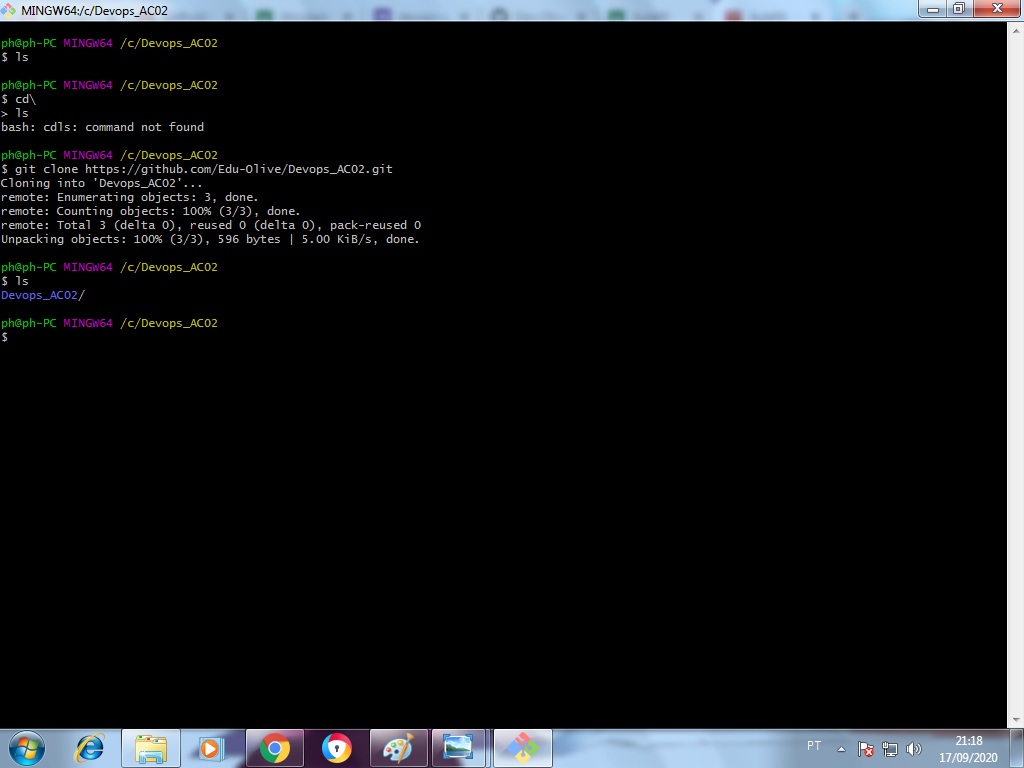 MINGW64:/c/Devops_AC02
ph@ph-PC MINGW64 /c/Devops_AC02
$ ls
ph@ph-PC MINGW64 /c/Devops_AC02
$ cd\
> ls
bash: cdls: command not found
ph@ph-PC MINGW64 /c/Devops_AC02
$ git clone https://github.com/Edu-Olive/Devops_AC02.git
Cloning into 'Devops_AC02'...
remote: Enumerating objects: 3, done.
remote: Counting objects: 100% (3/3), done.
remote: Total 3 (delta 0), reused 0 (delta 0), pack-reused 0
Unpacking objects: 100% (3/3), 596 bytes | 5.00 KiB/s, done.
ph@ph-PC MINGW64 /c/Devops_AC02
$ ls
Devops_AC02/
ph@ph-PC MINGW64 /c/Devops_AC02
$
PT
21:18
17/09/2020